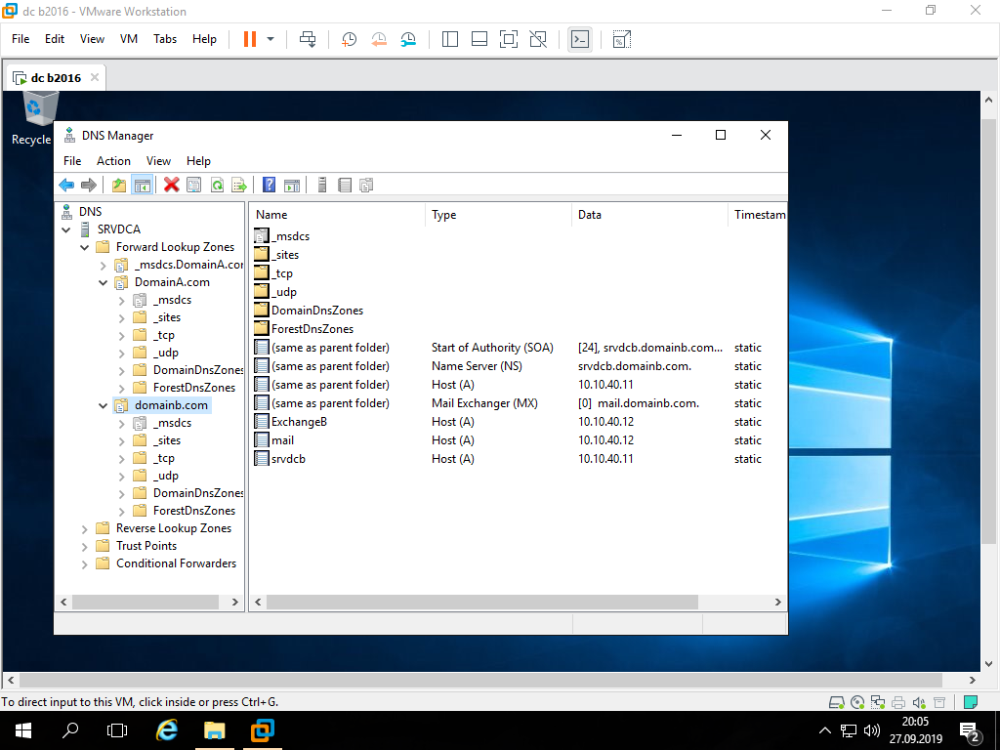 dc b2016 - VMware Workstation
File Edit View VM Tabs Help
dc b2016
Recycle
DNS Manager
File Action View Help
DNS
SRVDCA
Forward Lookup Zones
_msdcs.DomainA.cor
DomainA.com
_msdcs
_sites
_tcp
_udp
DomainDnsZones
ForestDnsZones
domainb.com
_msdcs
_sites
_tcp
_udp
DomainDnsZones
ForestDnsZones
Reverse Lookup Zones
Trust Points
Conditional Forwarders
Name Type Data Timestam
_msdcs
_sites
_tcp
_udp
DomainDnsZones
ForestDnsZones
(same as parent folder) Start of Authority (SOA) [24], srvdcb.domainb.com... static
(same as parent folder) Name Server (NS) srvdcb.domainb.com. static
(same as parent folder) Host (A) 10.10.40.11 static
(same as parent folder) Mail Exchanger (MX) [0] mail.domainb.com. static
ExchangeB Host (A) 10.10.40.12 static
mail Host (A) 10.10.40.12 static
srvdcb Host (A) 10.10.40.11 static
To direct input to this VM, click inside or press Ctrl+G.
20:05
27.09.2019
2